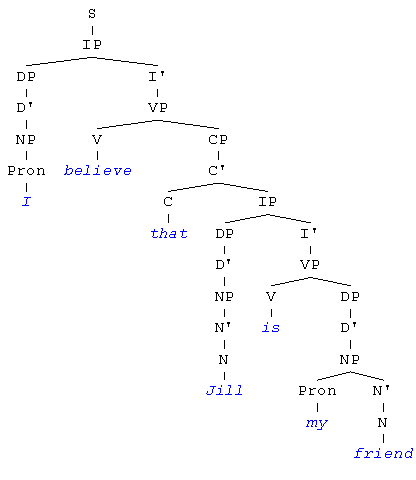 S
IP
DP I'
D' VP
NP V CP
Pron believe C'
I C IP
that DP I'
D' VP
NP V DP
N' is D'
N NP
Jill Pron N'
my N
friend